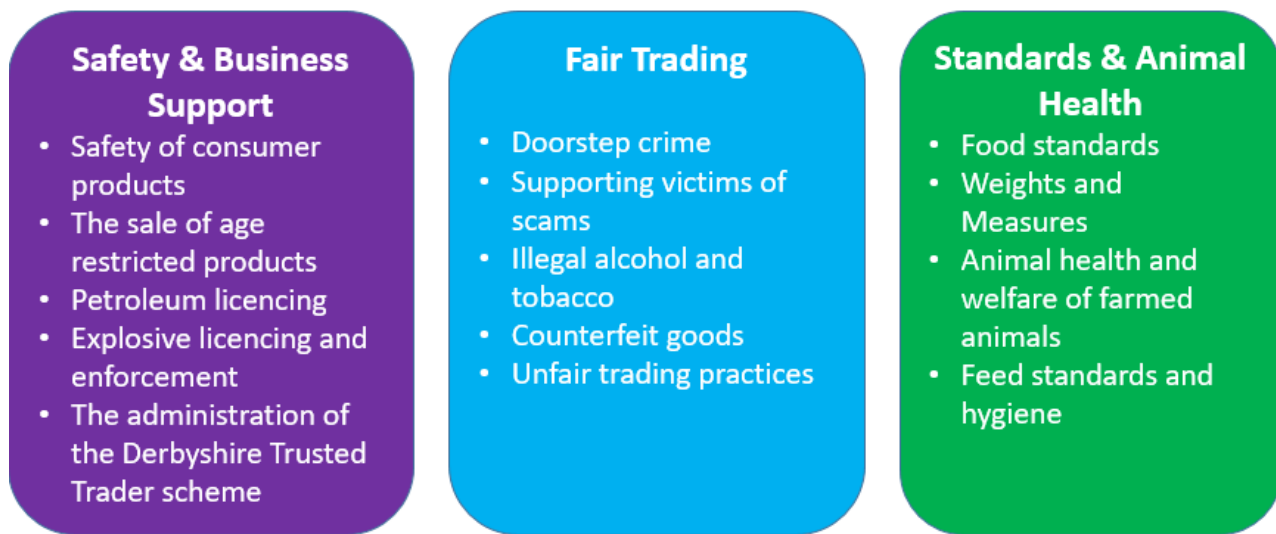 Safety & Business
Support
• Safety of consumer
products
• The sale of age
restricted products
• Petroleum licencing
• Explosive licencing and
enforcement
• The administration of
the Derbyshire Trusted
Trader scheme
Fair Trading
• Doorstep crime
• Supporting victims of
scams
• Illegal alcohol and
tobacco
• Counterfeit goods
• Unfair trading practices
Standards & Animal
Health
• Food standards
• Weights and
Measures
• Animal health and
welfare of farmed
animals
• Feed standards and
hygiene